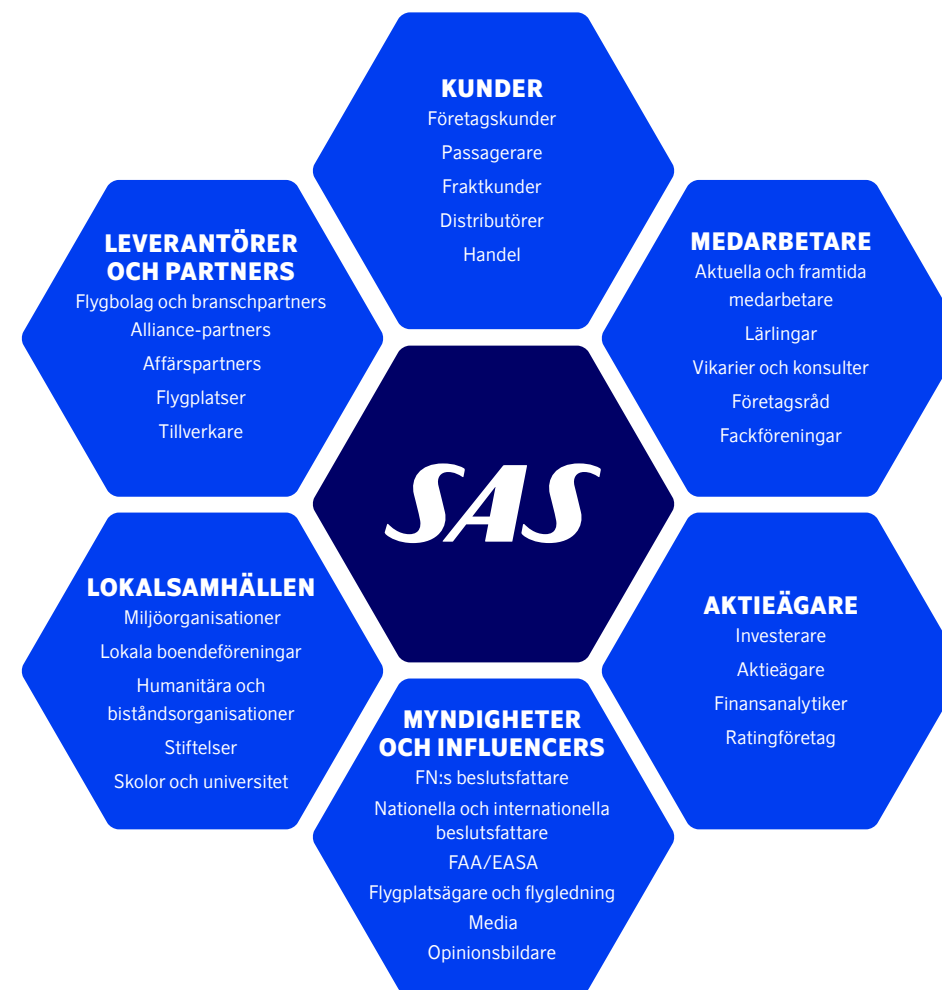 KUNDER
Företagskunder
Passagerare
Fraktkunder
Distributörer
Handel
LEVERANTÖRER
OCH PARTNERS
Flygbolag och branschpartners
Alliance-partners
Affärspartners
Flygplatser
Tillverkare
MEDARBETARE
Aktuella och framtida
medarbetare
Lärlingar
Vikarier och konsulter
Företagsråd
Fackföreningar
SAS
LOKALSAMHÄLLEN
Miljöorganisationer
Lokala boendeföreningar
Humanitära och
biståndsorganisationer
Stiftelser
Skolor och universitet
AKTIEÄGARE
Investerare
Aktieägare
Finansanalytiker
Ratingföretag
MYNDIGHETER
OCH INFLUENCERS
FN:s beslutsfattare
Nationella och internationella
beslutsfattare
FAA/EASA
Flygplatsägare och flygledning
Media
Opinionsbildare